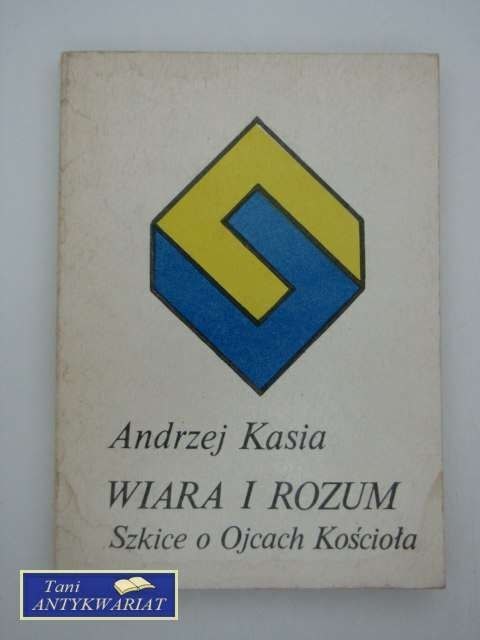 Andrzej Kasia
WIARA I ROZUM
Szkice o Ojcach Kościoła
Tani
ANTYKWARIAT